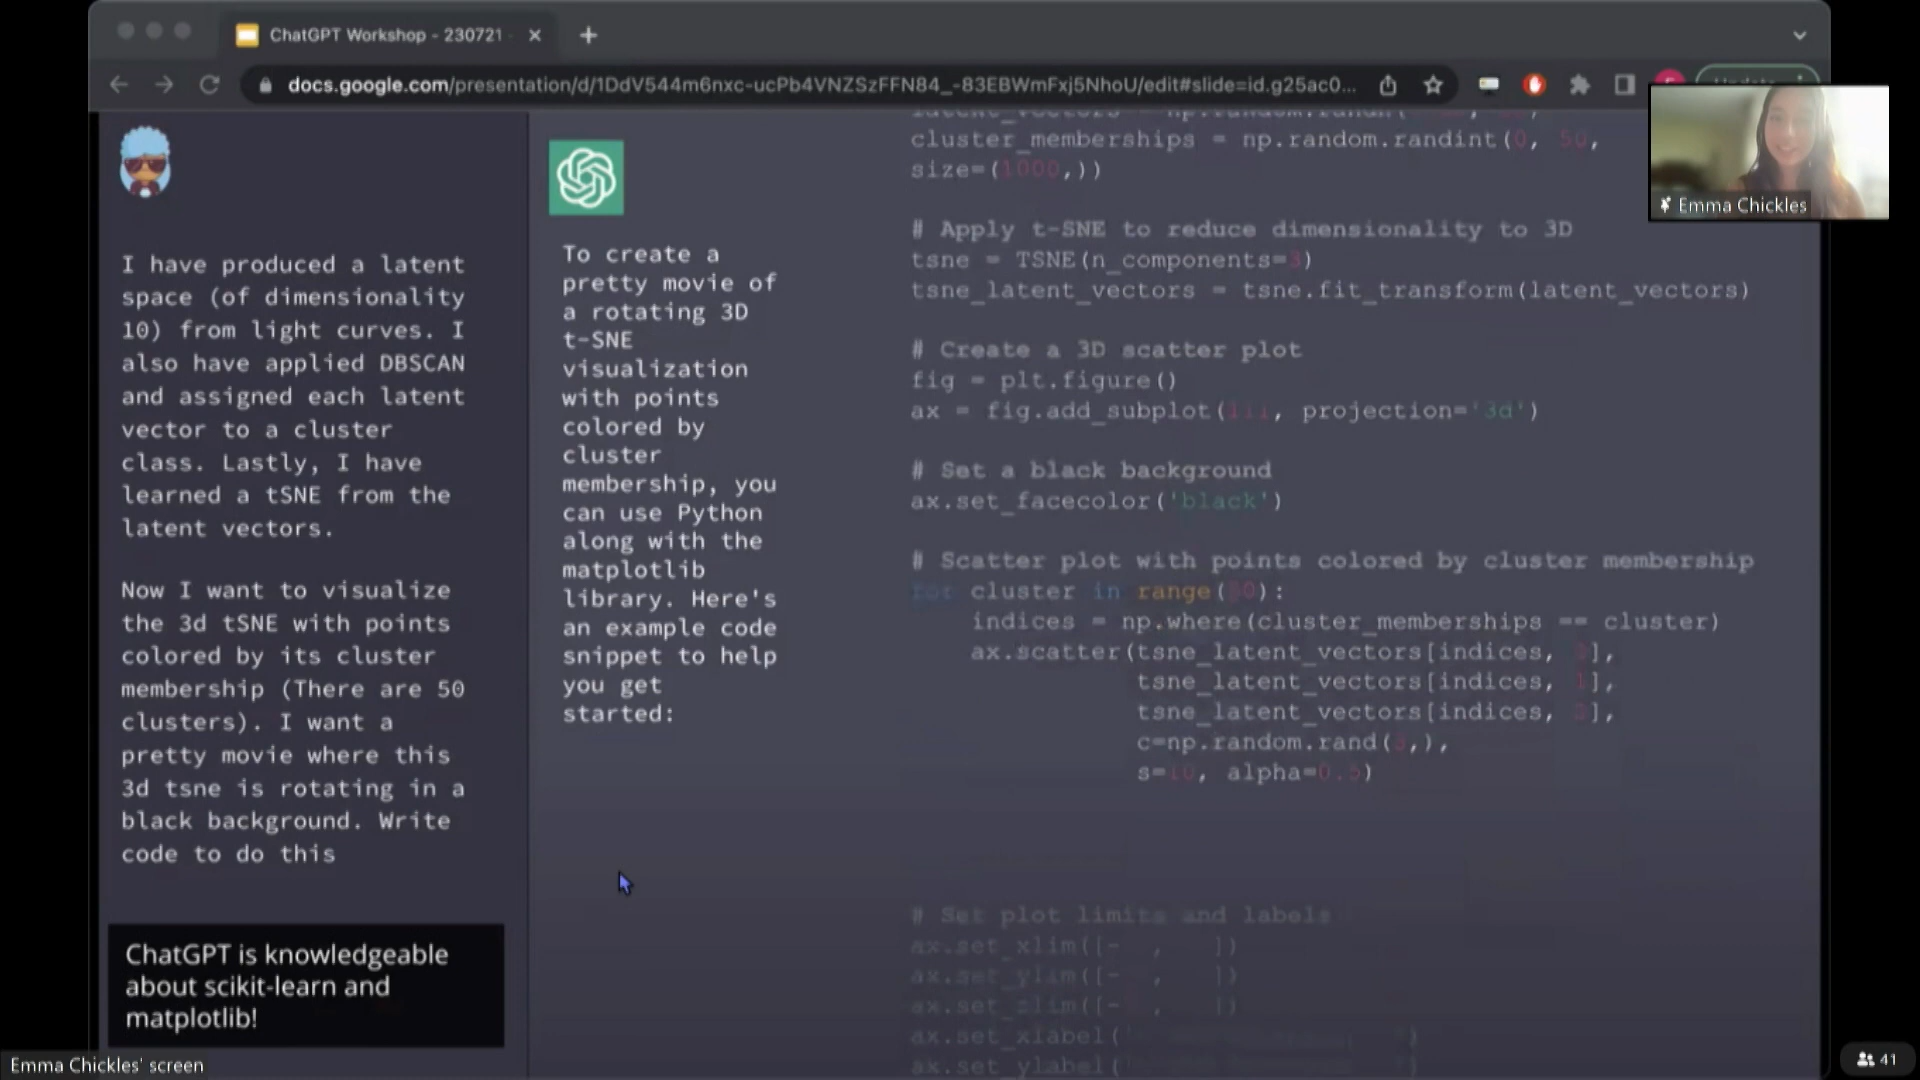 ChatGPT Workshop - 230721
docs.google.com/presentation/d/1DdV544m6nxc-ucPb4VNZSzFFN84_-83EBWmFxj5NhoU/edit#slide=id.g25ac0...
Emma Chickles
I have produced a latent
space (of dimensionality
10) from light curves. I
also have applied DBSCAN
and assigned each latent
vector to a cluster
class. Lastly, I have
learned a tSNE from the
latent vectors.
Now I want to visualize
the 3d tSNE with points
colored by its cluster
membership (There are 50
clusters). I want a
pretty movie where this
3d tsne is rotating in a
black background. Write
code to do this
ChatGPT is knowledgeable
about scikit-learn and
matplotlib!
To create a
pretty movie of
a rotating 3D
t-SNE
visualization
with points
colored by
cluster
membership, you
can use Python
along with the
matplotlib
library. Here's
an example code
snippet to help
you get
started:
cluster_memberships = np.random.randint(0, 50,
size=(1000,))
# Apply t-SNE to reduce dimensionality to 3D
tsne = TSNE(n_components=3)
tsne_latent_vectors = tsne.fit_transform(latent_vectors)
# Create a 3D scatter plot
fig = plt.figure()
ax = fig.add_subplot(111, projection='3d')
# Set a black background
ax.set_facecolor('black')
# Scatter plot with points colored by cluster membership
for cluster in range(50):
indices = np.where(cluster_memberships == cluster)
ax.scatter(tsne_latent_vectors[indices, ],
tsne_latent_vectors[indices, 1],
tsne_latent_vectors[indices, ],
c=np.random.rand(3,),
s=10, alpha=0.5)
# Set plot limits and labels
ax.set_xlim([- , ])
ax.set_ylim([- , ])
ax.set_zlim([- , ])
ax.set_xlabel( )
ax.set_ylabel( )
Emma Chickles' screen
41